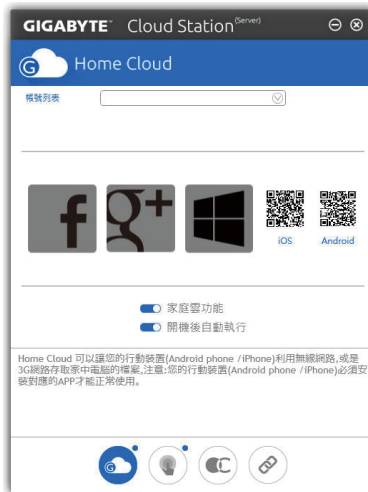 GIGABYTE™ Cloud Station (Server)
G Home Cloud
帳號列表
f g+
iOS Android
家庭雲功能
開機後自動執行
Home Cloud 可以讓您的行動裝置(Android phone /iPhone)利用無線網路,或是
3G網路存取家中電腦的檔案,注意:您的行動裝置(Android phone /iPhone)必須安
裝對應的APP才能正常使用。
G